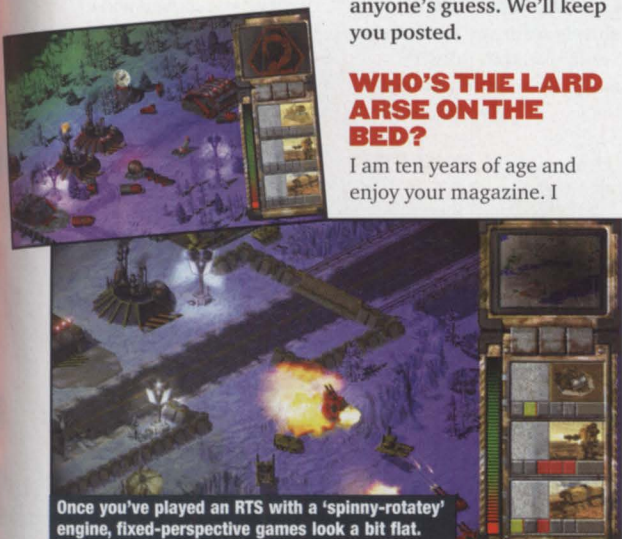 anyone's guess. We'll keep
you posted.
WHO'S THE LARD
ARSE ON THE
BED?
I am ten years of age and
enjoy your magazine. I
Once you've played an RTS with a 'spinny-rotatey'
engine, fixed-perspective games look a bit flat.